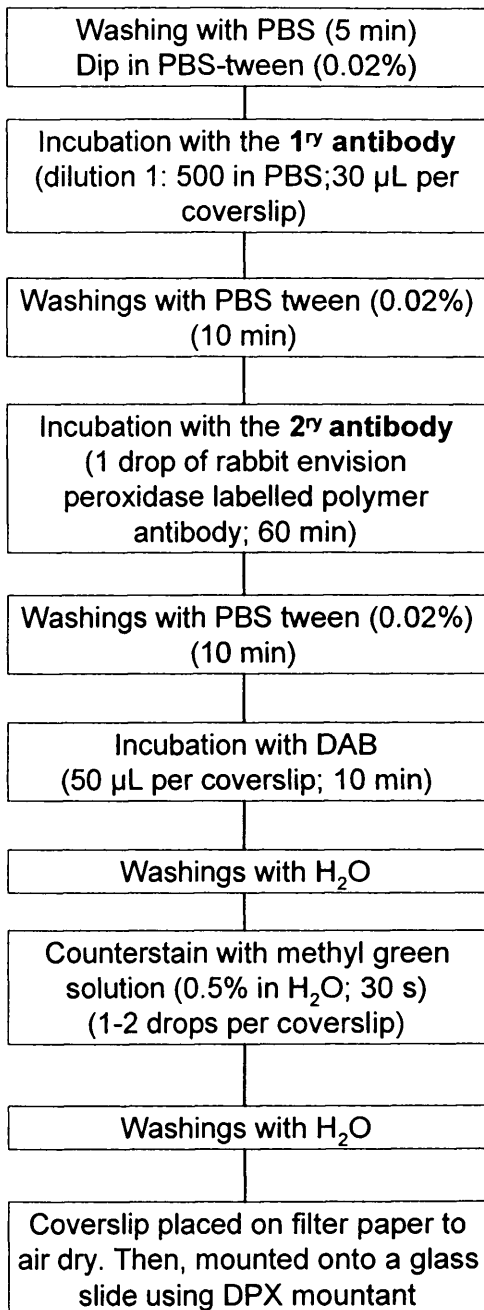 Washing with PBS (5 min)
Dip in PBS-tween (0.02%)
Incubation with the 1ʳʸ antibody
(dilution 1: 500 in PBS;30 µL per
coverslip)
Washings with PBS tween (0.02%)
(10 min)
Incubation with the 2ʳʸ antibody
(1 drop of rabbit envision
peroxidase labelled polymer
antibody; 60 min)
Washings with PBS tween (0.02%)
(10 min)
Incubation with DAB
(50 µL per coverslip; 10 min)
Washings with H₂O
Counterstain with methyl green
solution (0.5% in H₂O; 30 s)
(1-2 drops per coverslip)
Washings with H₂O
Coverslip placed on filter paper to
air dry. Then, mounted onto a glass
slide using DPX mountant